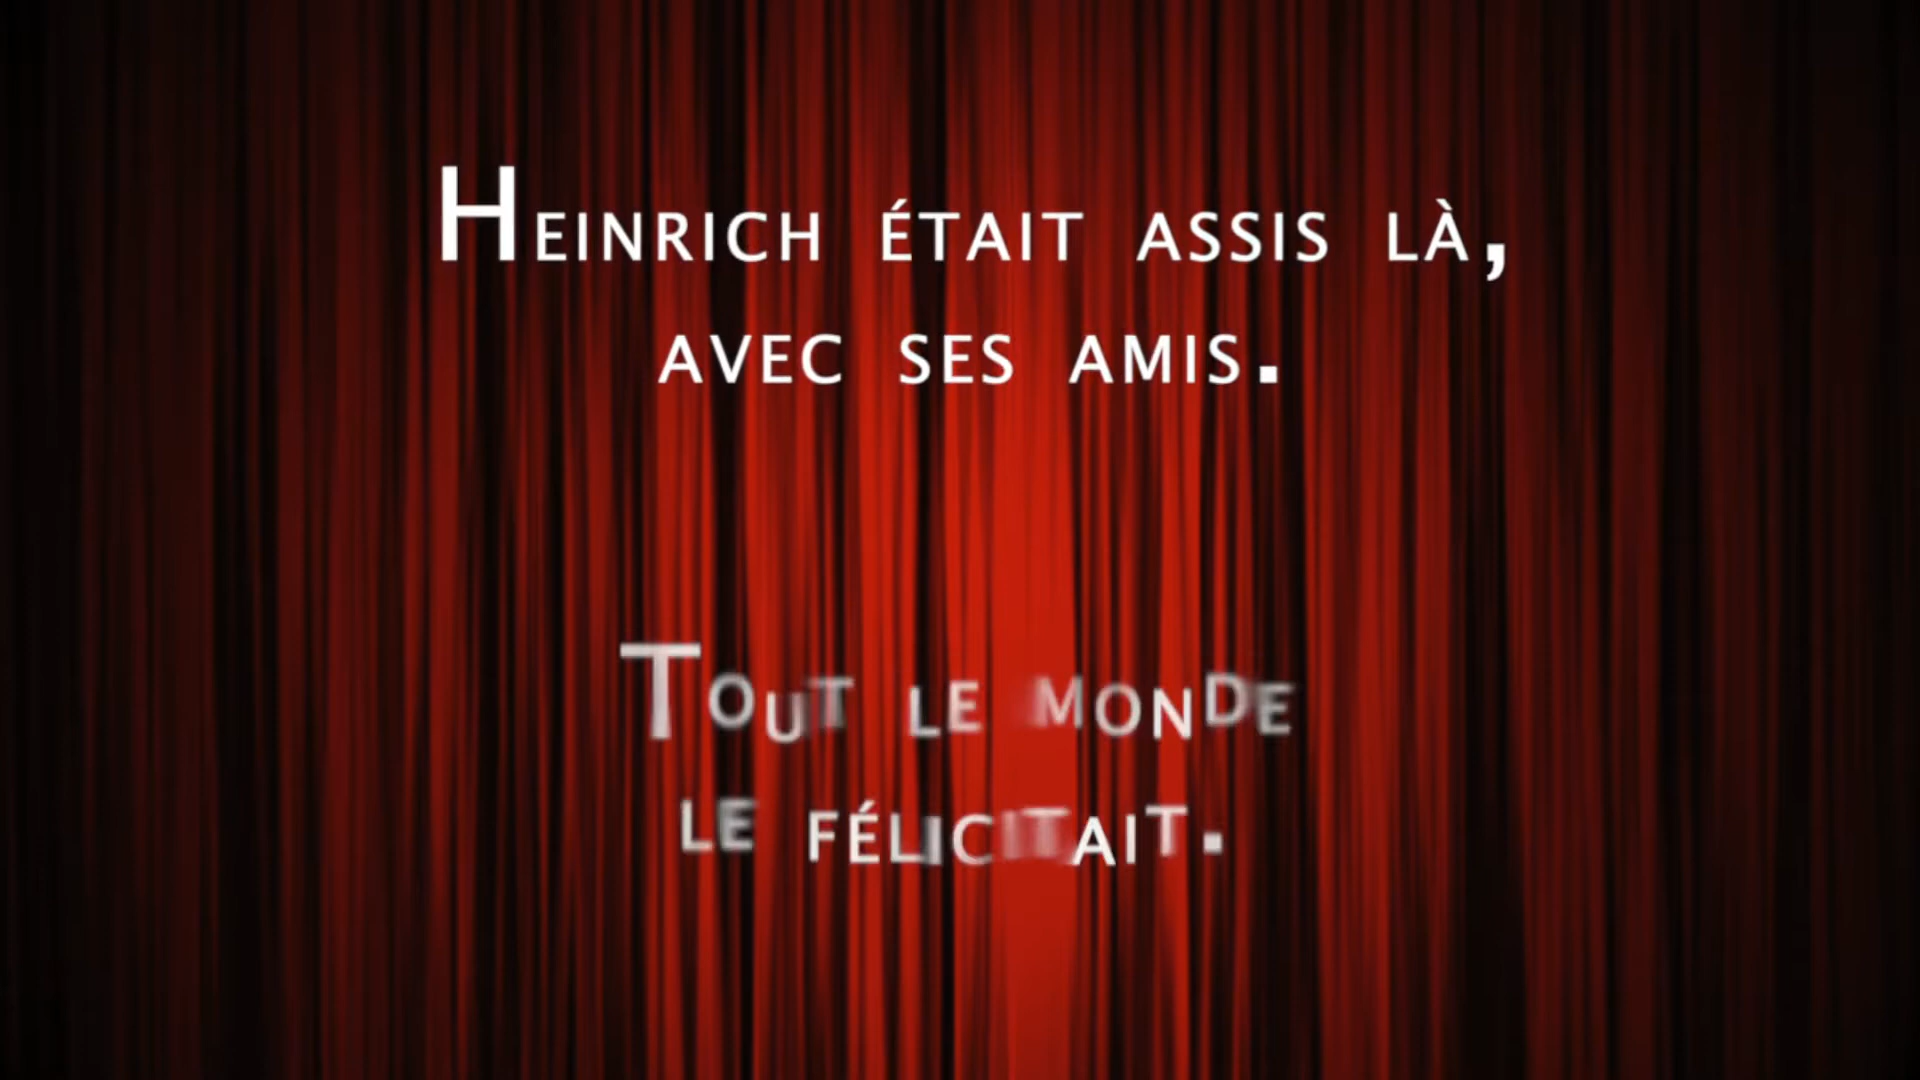 Heinrich était assis là,
avec ses amis.
Tout le monde
le félicitait.